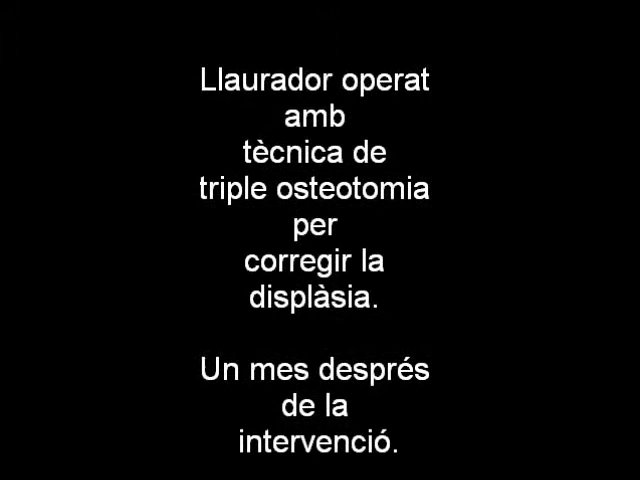 Llaurador operat
amb
tècnica de
triple osteotomia
per
corregir la
displàsia.
Un mes després
de la
intervenció.